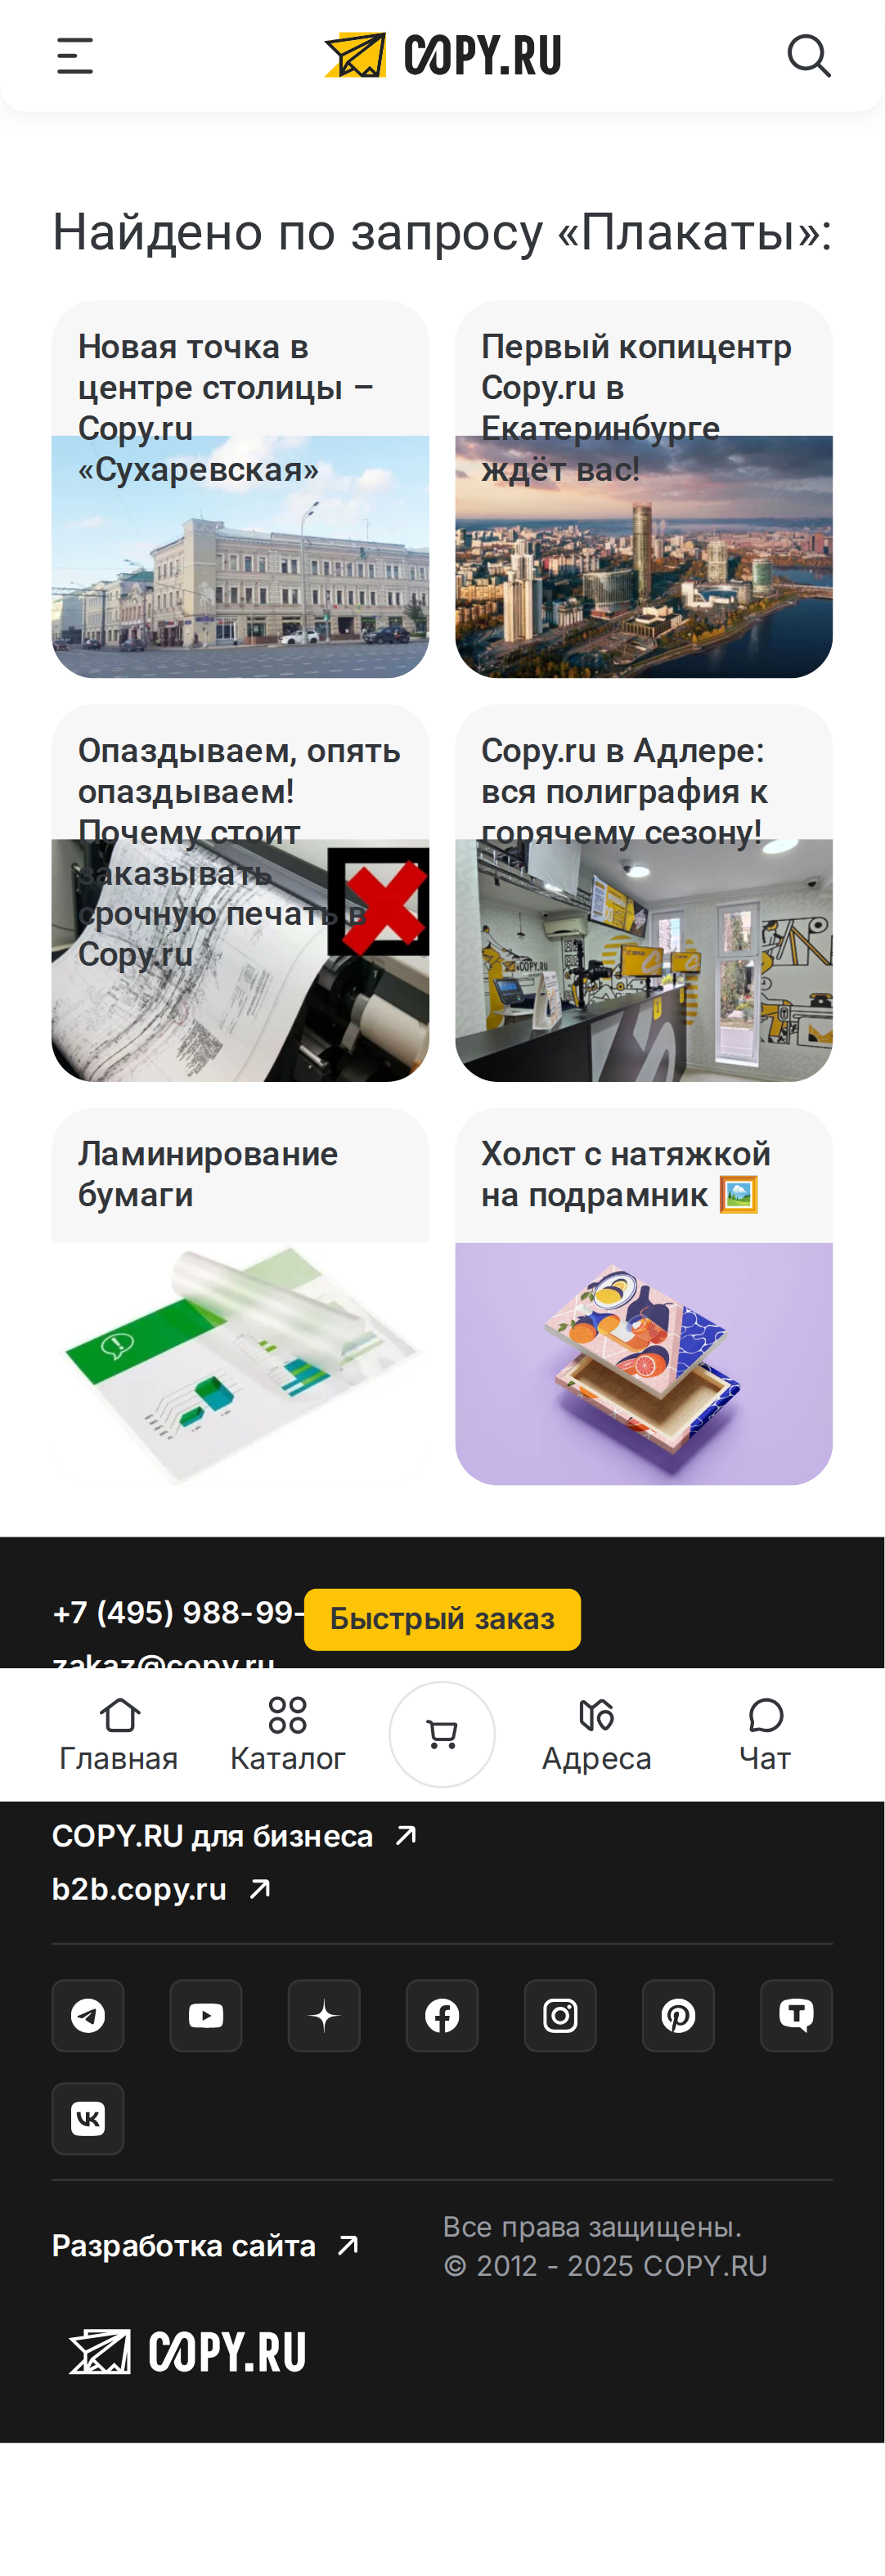 COPY.RU
Найдено по запросу «Плакаты»:
Новая точка в
центре столицы –
Copy.ru
«Сухаревская»
Первый копицентр
Copy.ru в
Екатеринбурге
ждёт вас!
Опаздываем, опять
опаздываем!
Почему стоит
заказывать
срочную печать в
Copy.ru
Copy.ru в Адлере:
вся полиграфия к
горячему сезону!
COPY.RU
Ламинирование
бумаги
Холст с натяжкой
на подрамник
+7 (495) 988-99-
Быстрый заказ
zakaz@copy.ru
Главная
Каталог
Адреса
Чат
COPY.RU для бизнеса
b2b.copy.ru
Разработка сайта
Все права защищены.
© 2012 - 2025 COPY.RU
COPY.RU